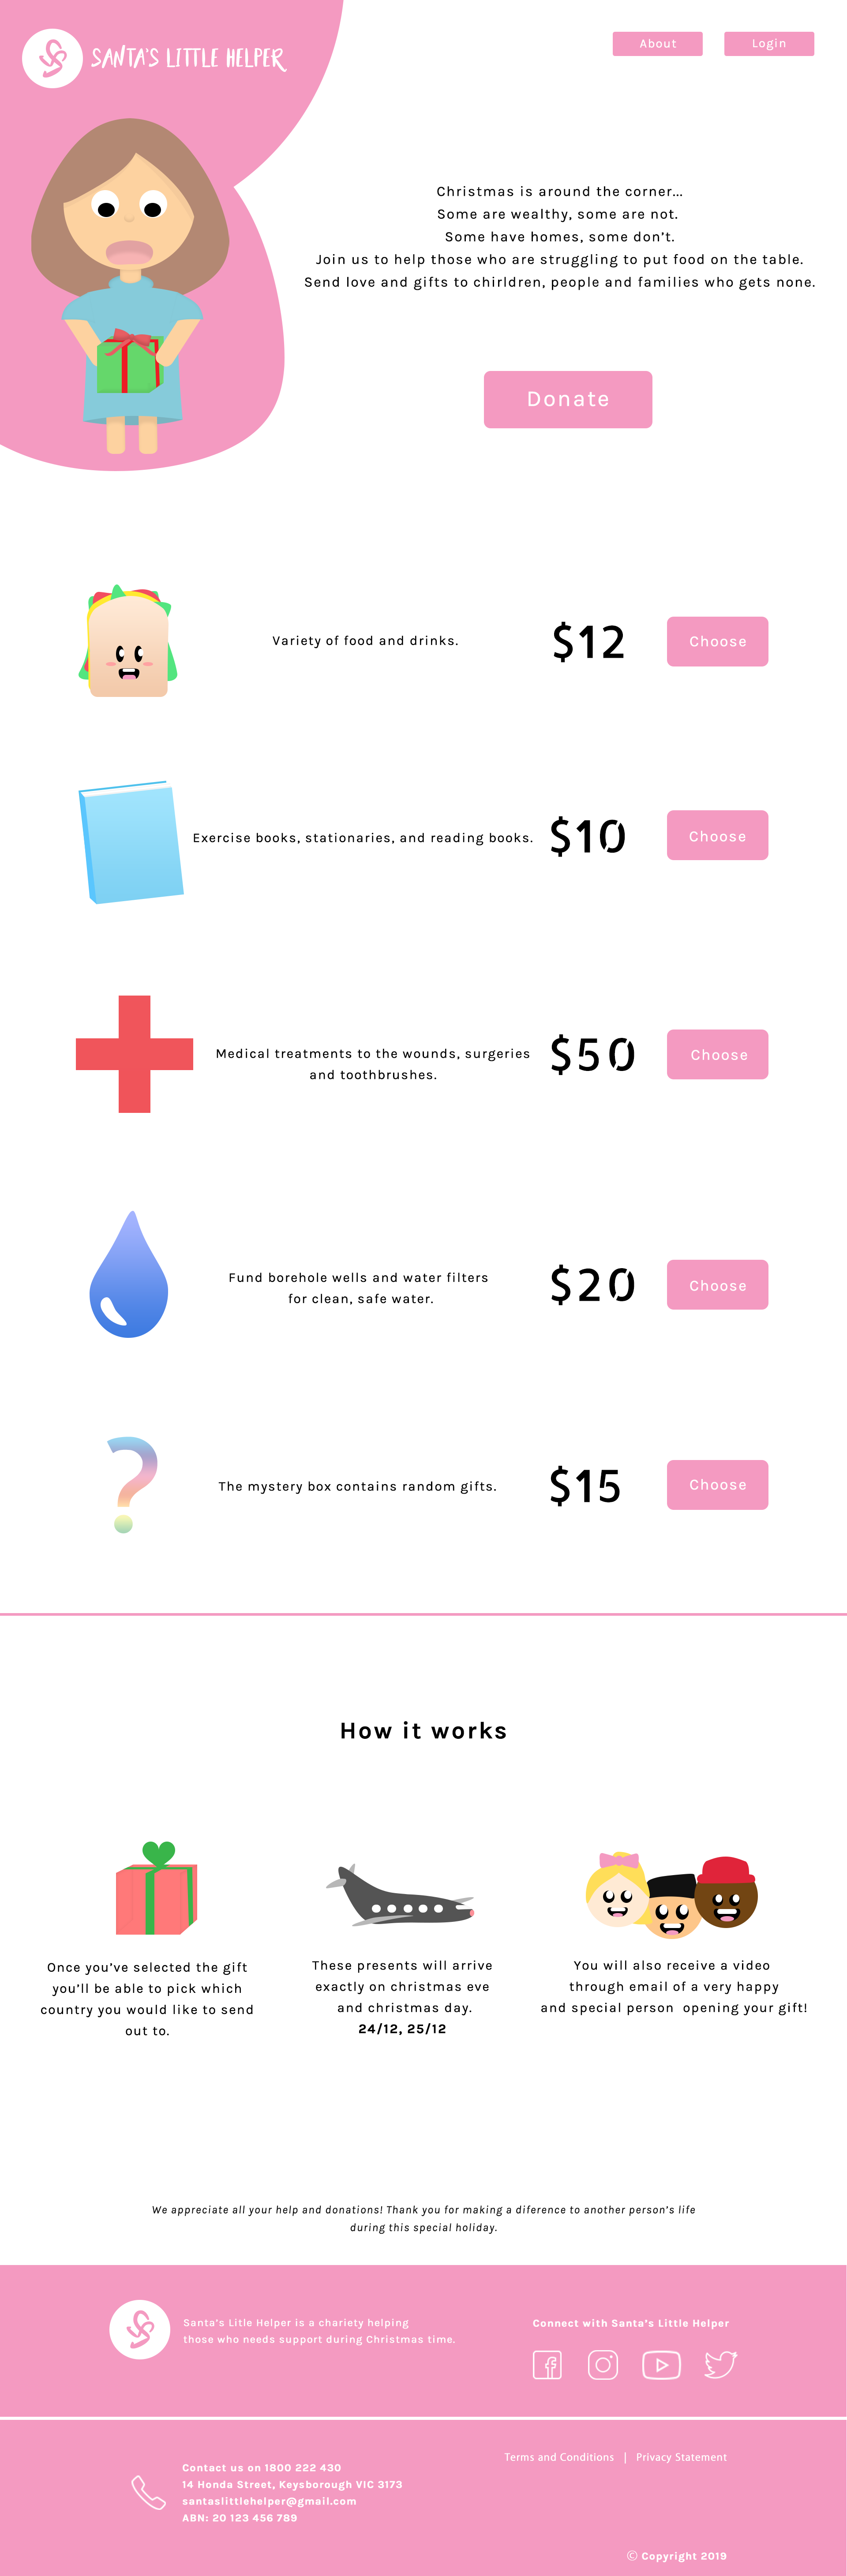 SANTA'S LITTLE HELPER
About
Login
Christmas is around the corner...
Some are wealthy, some are not.
Some have homes, some don't.
Join us to help those who are struggling to put food on the table.
Send love and gifts to chirldren, people and families who gets none.
Donate
Variety of food and drinks.
$12
Choose
Exercise books, stationaries, and reading books.
$10
Choose
Medical treatments to the wounds, surgeries
and toothbrushes.
$50
Choose
Fund borehole wells and water filters
for clean, safe water.
$20
Choose
The mystery box contains random gifts.
$15
Choose
How it works
Once you've selected the gift
you'll be able to pick which
country you would like to send
out to.
These presents will arrive
exactly on christmas eve
and christmas day.
24/12, 25/12
You will also receive a video
through email of a very happy
and special person opening your gift!
We appreciate all your help and donations! Thank you for making a diference to another person's life
during this special holiday.
Santa's Litle Helper is a chariety helping
those who needs support during Christmas time.
Connect with Santa's Little Helper
Terms and Conditions | Privacy Statement
Contact us on 1800 222 430
14 Honda Street, Keysborough VIC 3173
santaslittlehelper@gmail.com
ABN: 20 123 456 789
© Copyright 2019